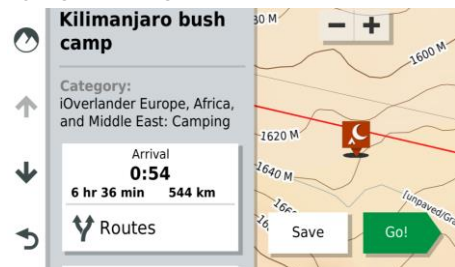 Kilimanjaro bush
camp
Category:
iOverlander Europe, Africa,
and Middle East: Camping
Arrival
0:54
6 hr 36 min 544 km
Routes
30 M
1600 M
1620 M
1640 M
[unpaved/Gra
Save
Go!